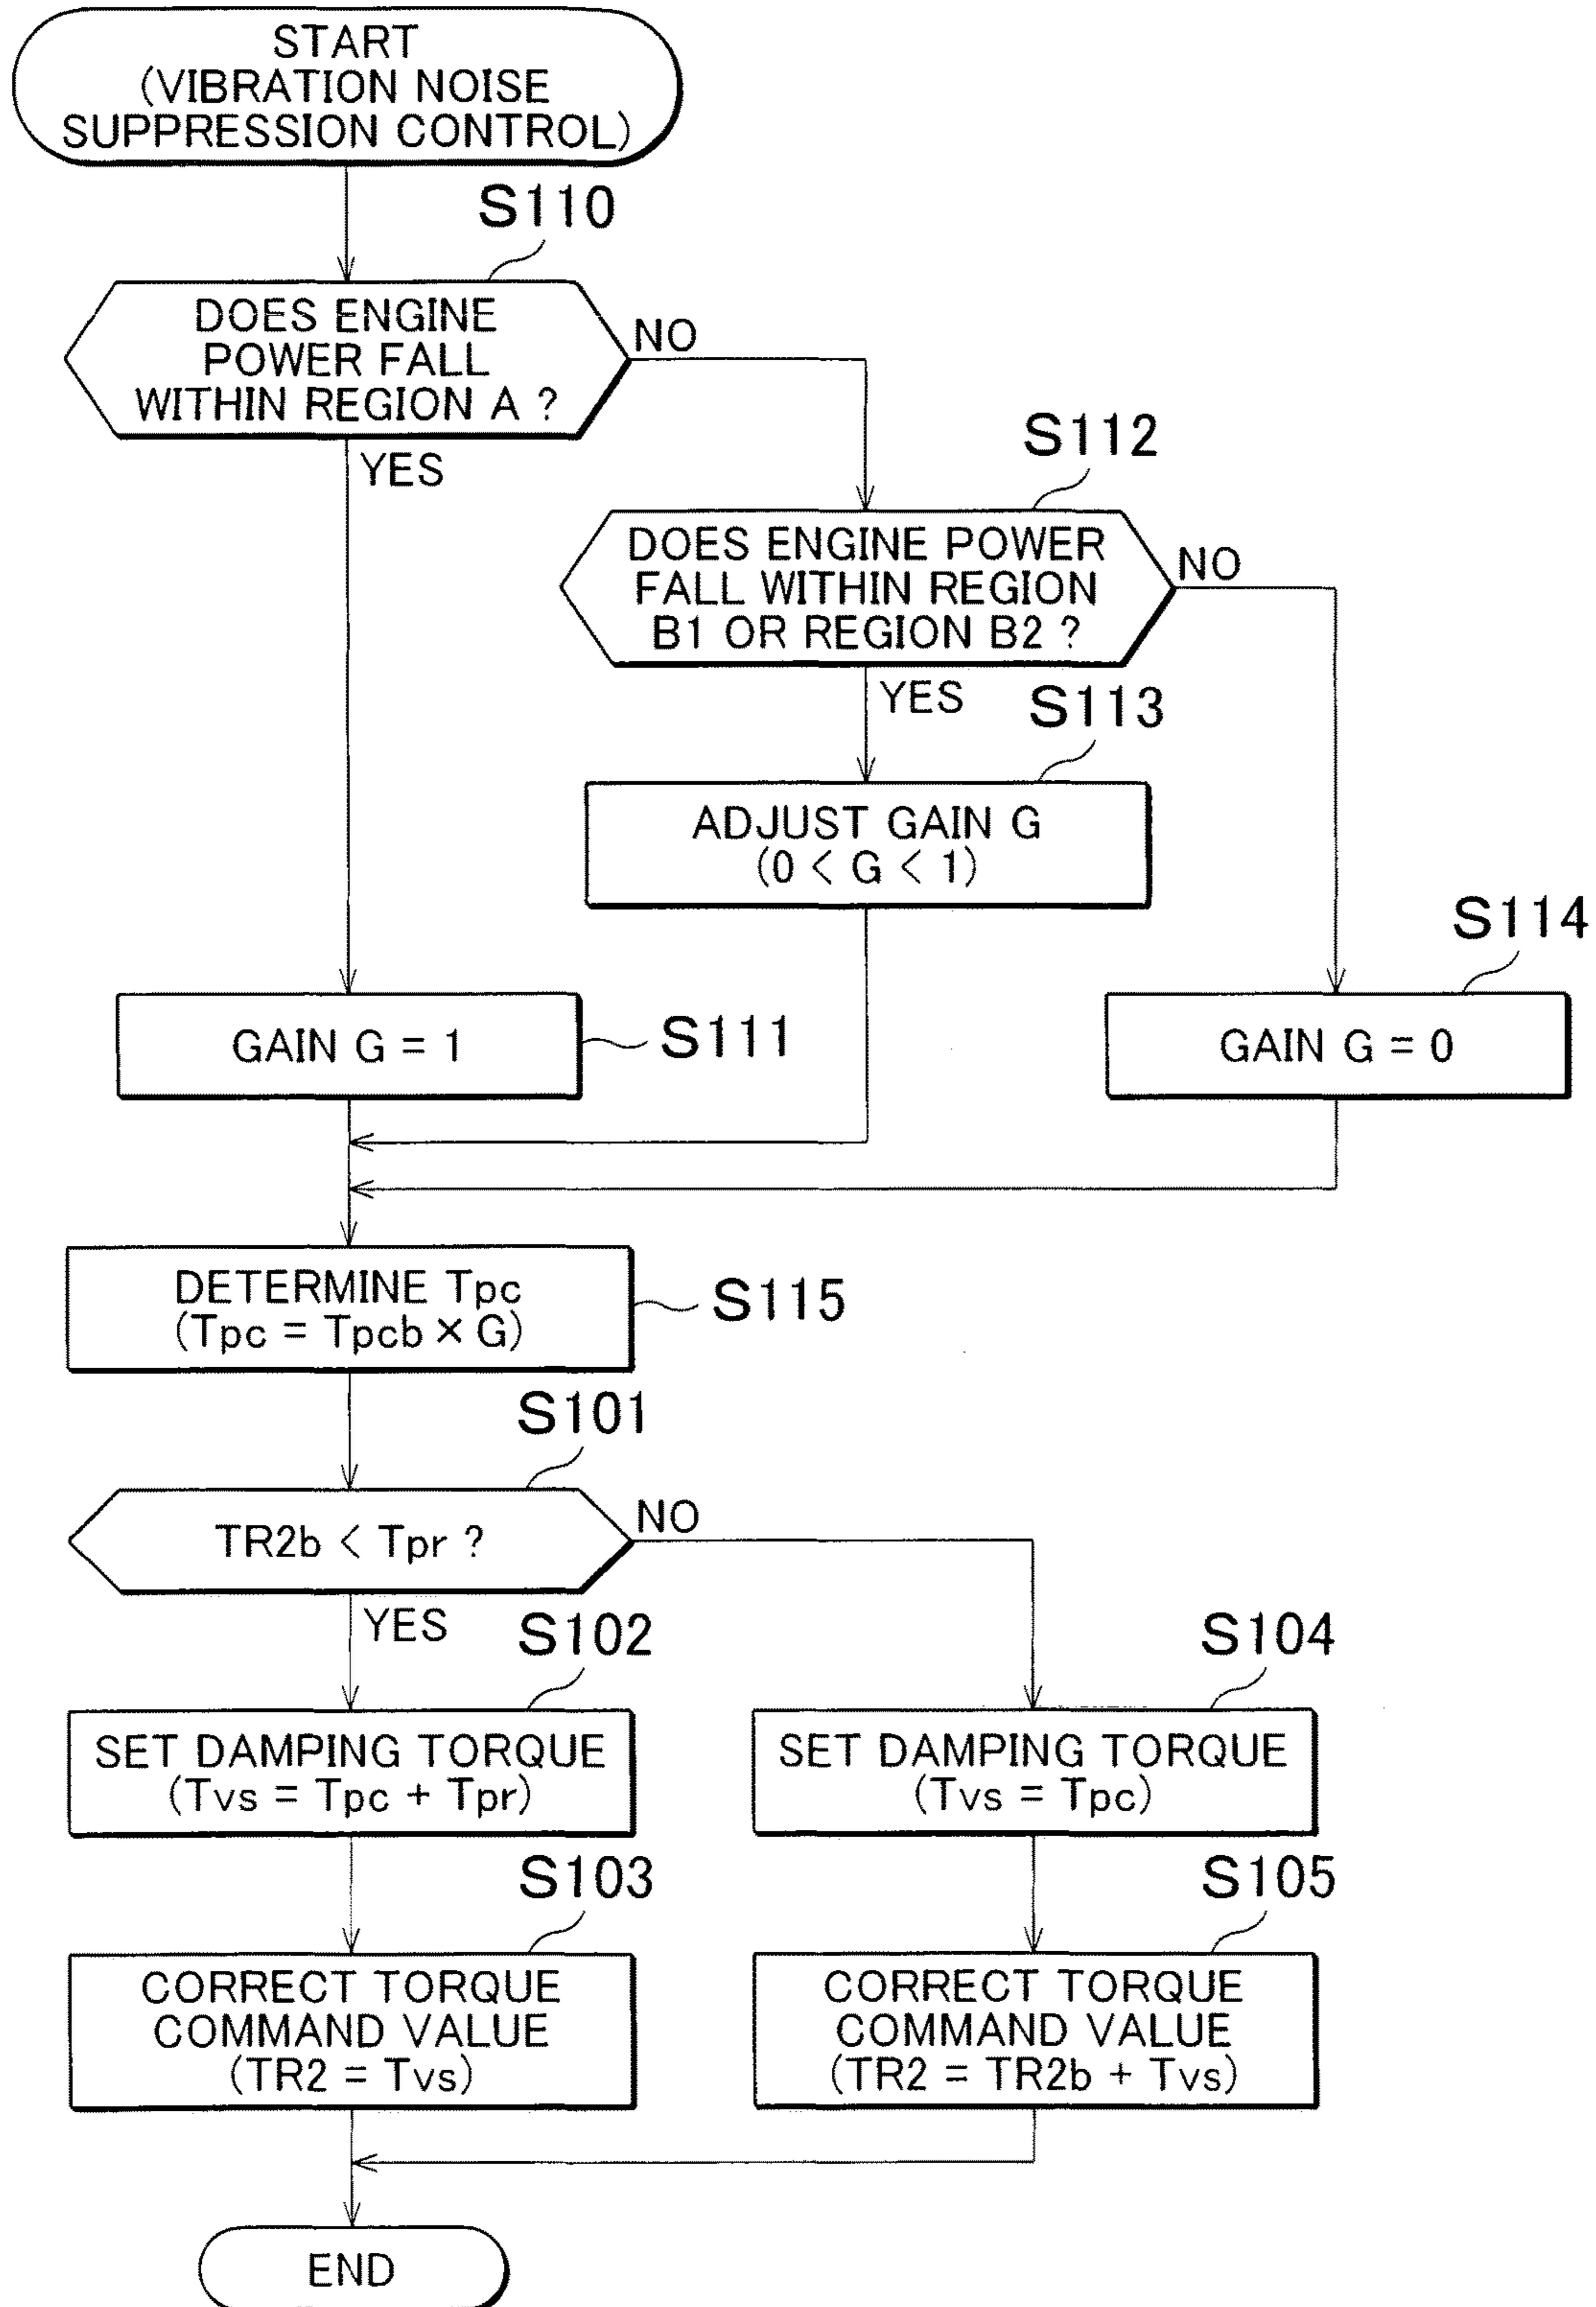 START
(VIBRATION NOISE
SUPPRESSION CONTROL)
S110
DOES ENGINE
POWER FALL
WITHIN REGION A ?
NO
YES
S112
DOES ENGINE POWER
FALL WITHIN REGION
B1 OR REGION B2 ?
NO
YES
S113
ADJUST GAIN G
(0 < G < 1)
S114
GAIN G = 1
S111
GAIN G = 0
DETERMINE Tpc
(Tpc = Tpcb × G)
S115
S101
TR2b < Tpr ?
NO
YES
S102
SET DAMPING TORQUE
(Tvs = Tpc + Tpr)
S104
SET DAMPING TORQUE
(Tvs = Tpc)
S103
CORRECT TORQUE
COMMAND VALUE
(TR2 = Tvs)
S105
CORRECT TORQUE
COMMAND VALUE
(TR2 = TR2b + Tvs)
END